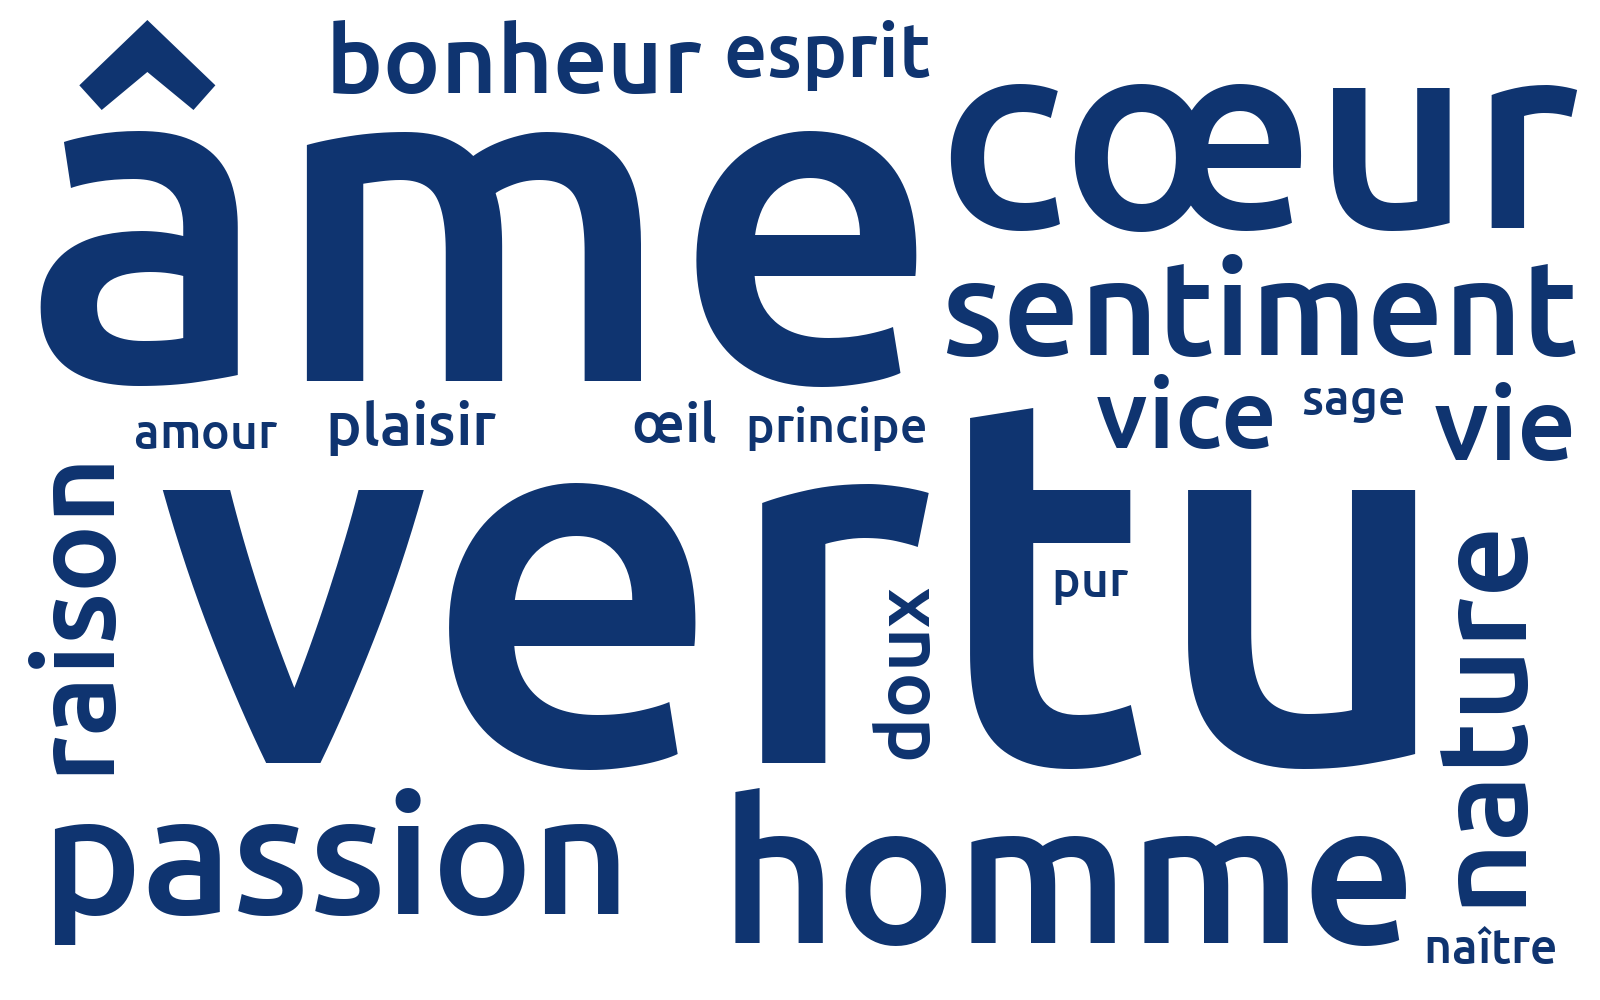 bonheur
esprit
âme
cœur
sentiment
amour
plaisir
œil
principe
vice
sage
vie
raison
vertu
doux
pur
nature
passion
homme
naître